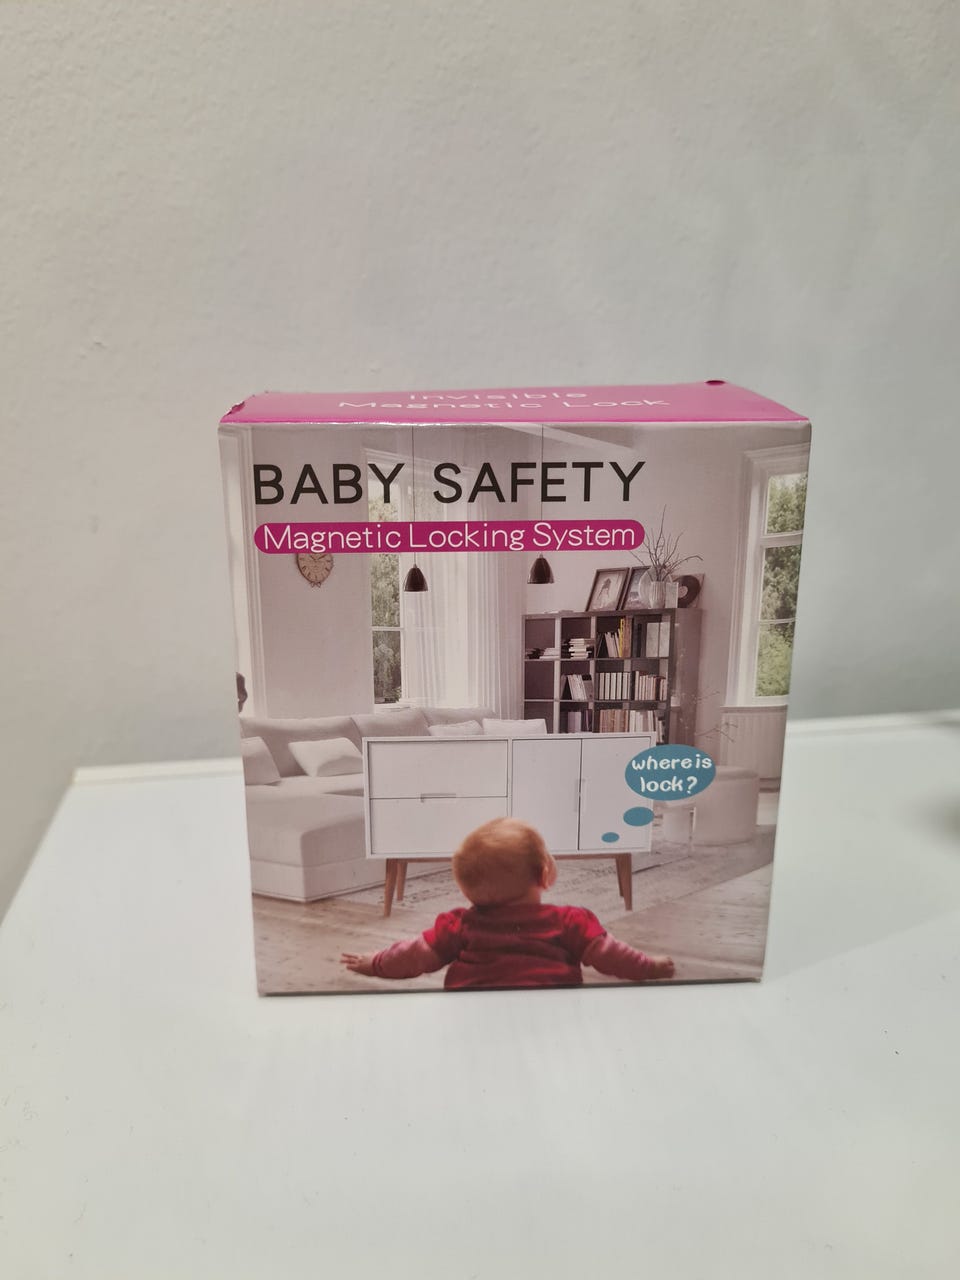 Invisible
Magnetic Lock
BABY SAFETY
Magnetic Locking System
where is
lock?